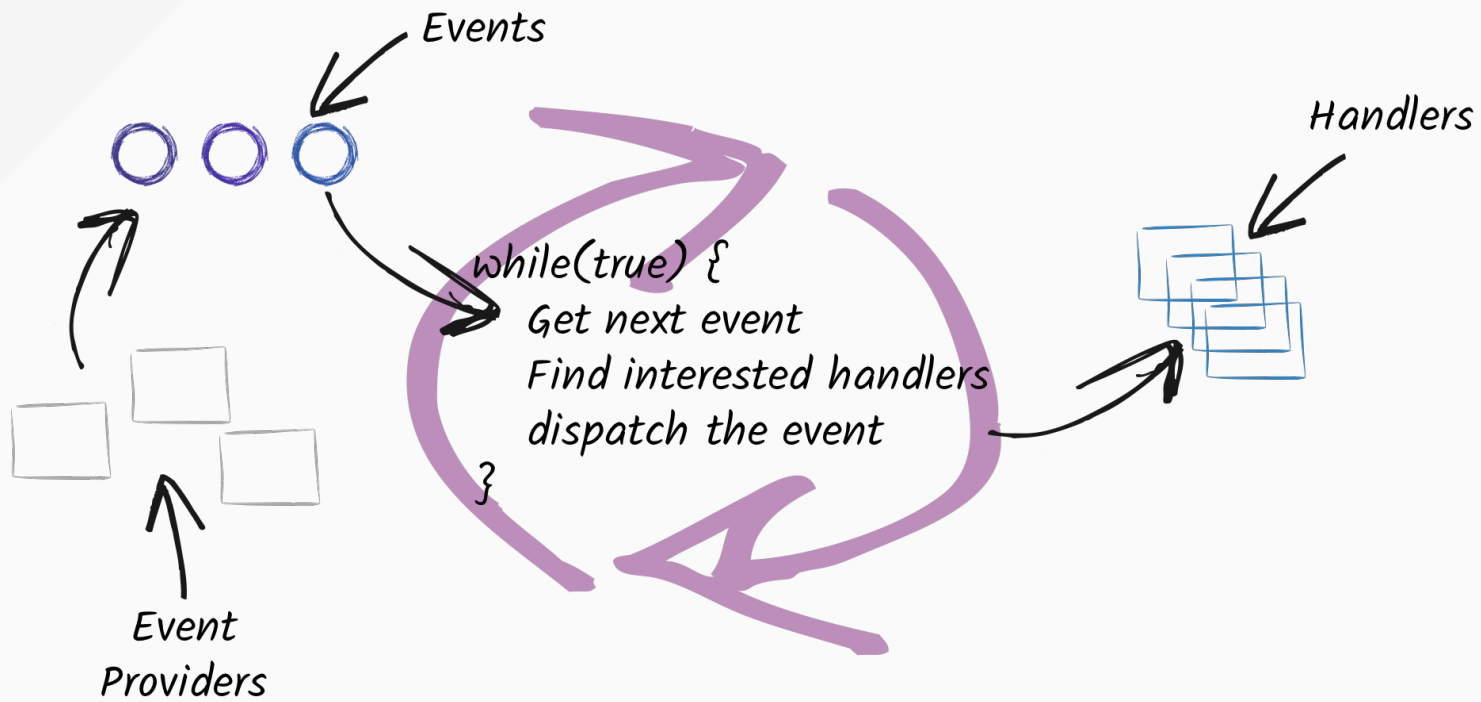 Events
Handlers
while(true) {
Get next event
Find interested handlers
dispatch the event
}
Event
Providers